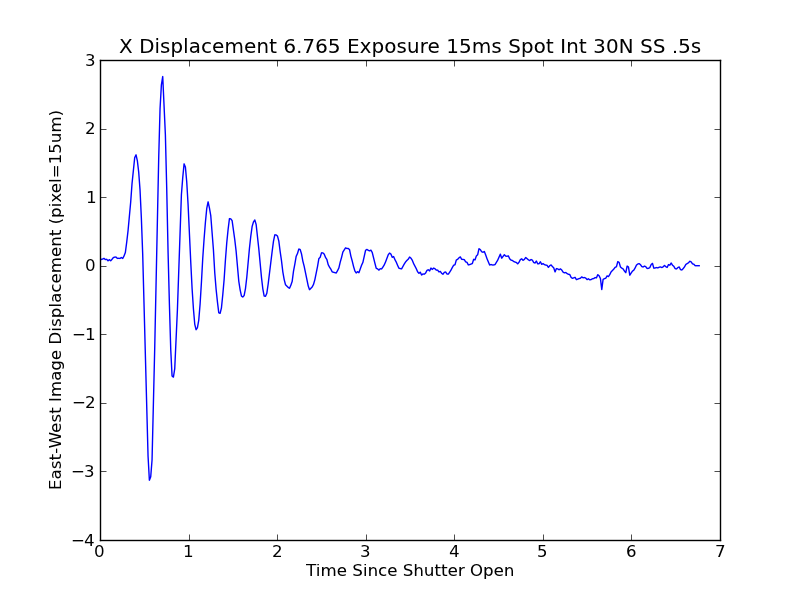 X Displacement 6.765 Exposure 15ms Spot Int 30N SS .5s
3
2
1
0
−1
−2
−3
−4
East-West Image Displacement (pixel=15um)
0 1 2 3 4 5 6 7
Time Since Shutter Open